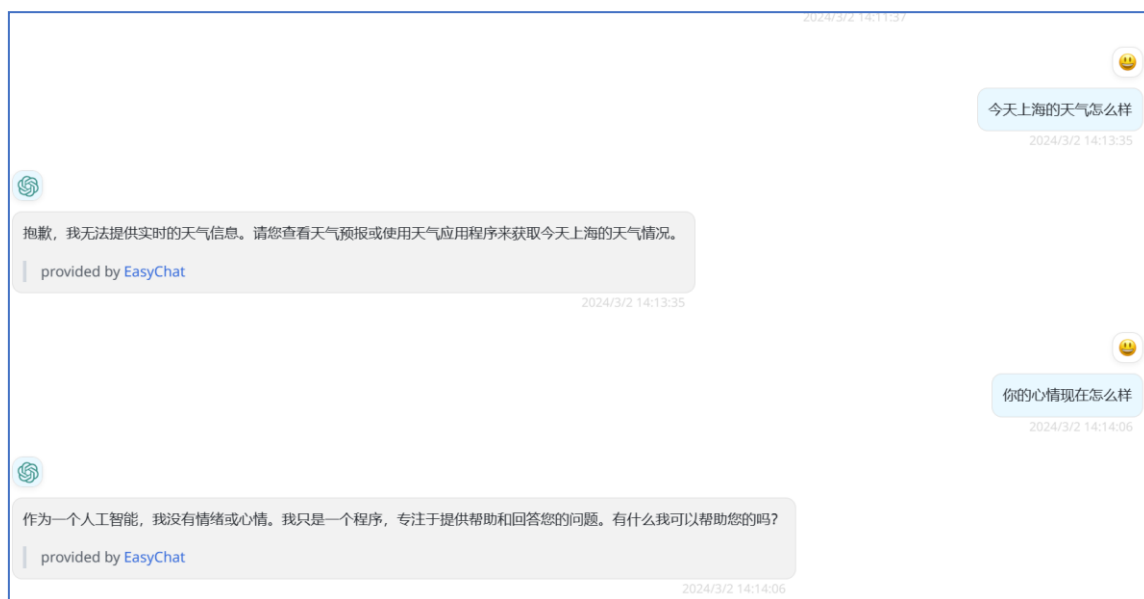 2024/3/2 14:11:37
今天上海的天气怎么样
2024/3/2 14:13:35
抱歉，我无法提供实时的天气信息。请您查看天气预报或使用天气应用程序来获取今天上海的天气情况。
provided by EasyChat
2024/3/2 14:13:35
你的心情现在怎么样
2024/3/2 14:14:06
作为一个人工智能，我没有情绪或心情。我只是一个程序，专注于提供帮助和回答您的问题。有什么我可以帮助您的吗？
provided by EasyChat
2024/3/2 14:14:06